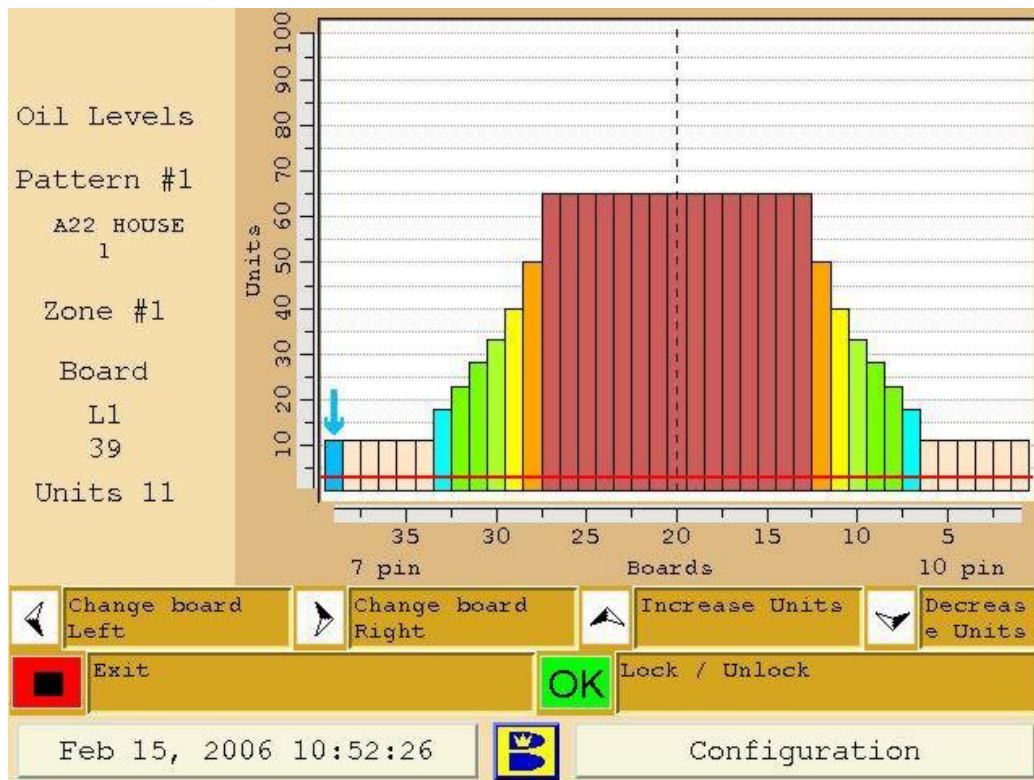 Oil Levels
Pattern #1
A22 HOUSE
1
Zone #1
Board
L1
39
Units 11
Units
100
90
80
70
60
50
40
30
20
10
35 30 25 20 15 10 5
7 pin Boards 10 pin
Change board
Left
Change board
Right
Increase Units
Decreas
e Units
Exit
OK
Lock / Unlock
Feb 15, 2006 10:52:26
Configuration